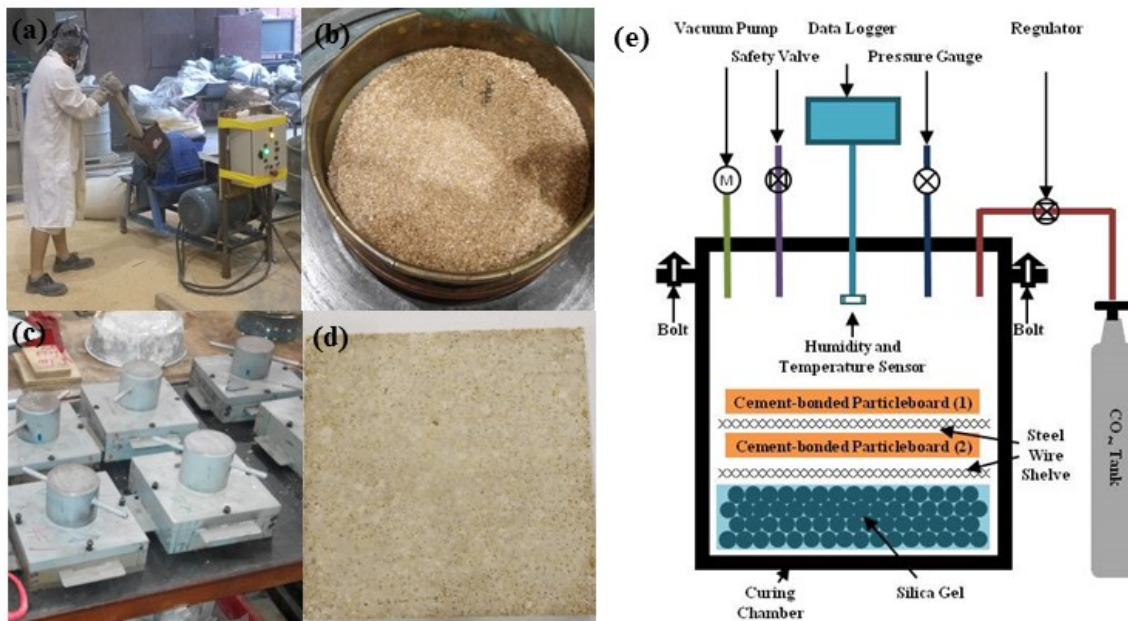 (a)
(b)
(c)
(d)
(e)
Vacuum Pump
Data Logger
Regulator
Safety Valve
Pressure Gauge
M
Bolt
Bolt
Humidity and
Temperature Sensor
Cement-bonded Particleboard (1)
Cement-bonded Particleboard (2)
Steel
Wire
Shelve
CO₂ Tank
Silica Gel
Curing
Chamber